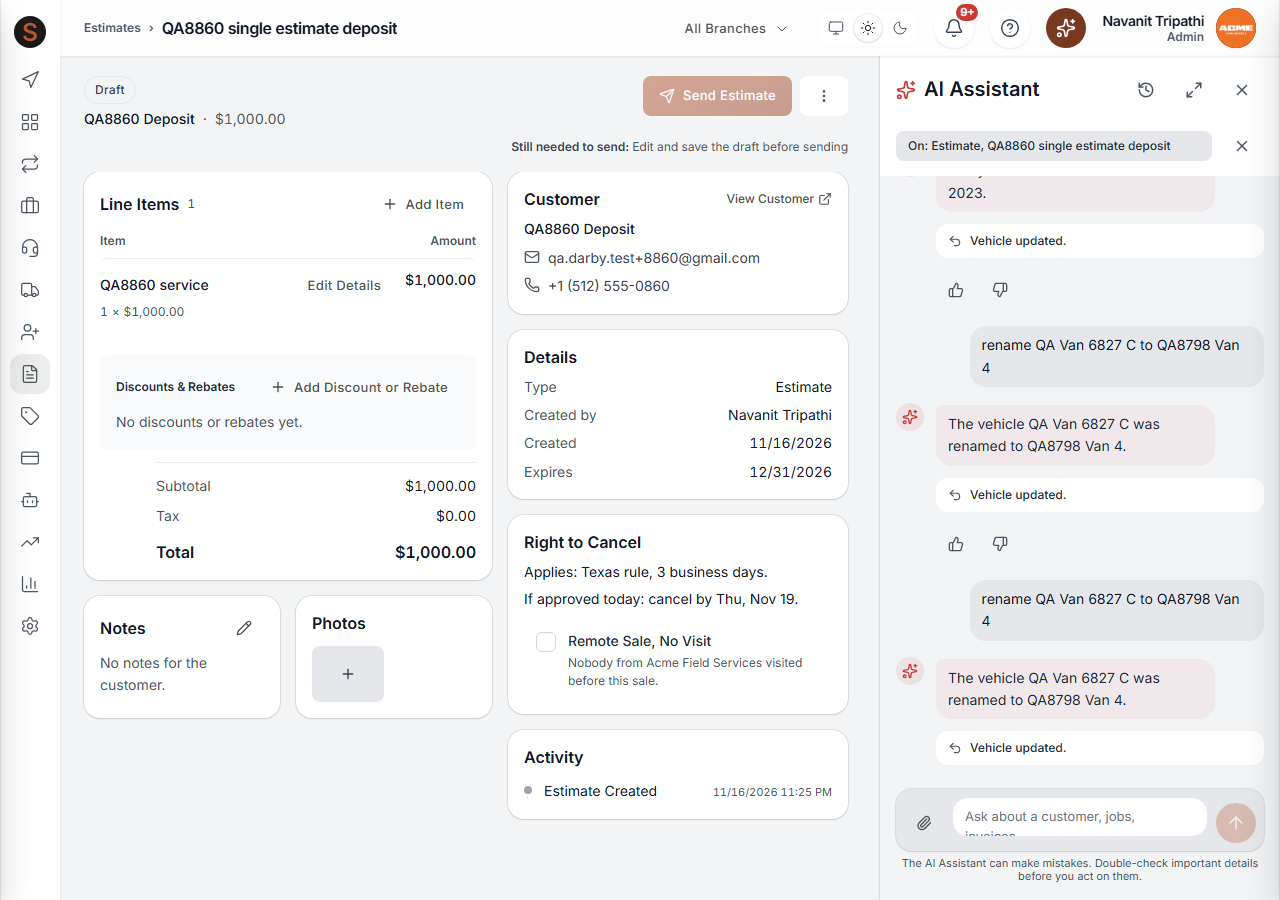 S
Estimates › QA8860 single estimate deposit
All Branches
9+
Navanit Tripathi
Admin
ACME
Draft
QA8860 Deposit · $1,000.00
Send Estimate
Still needed to send: Edit and save the draft before sending
Line Items 1
Add Item
Item Amount
QA8860 service Edit Details $1,000.00
1 × $1,000.00
Discounts & Rebates Add Discount or Rebate
No discounts or rebates yet.
Subtotal $1,000.00
Tax $0.00
Total $1,000.00
Notes
No notes for the
customer.
Photos
Customer View Customer
QA8860 Deposit
qa.darby.test+8860@gmail.com
+1 (512) 555-0860
Details
Type Estimate
Created by Navanit Tripathi
Created 11/16/2026
Expires 12/31/2026
Right to Cancel
Applies: Texas rule, 3 business days.
If approved today: cancel by Thu, Nov 19.
Remote Sale, No Visit
Nobody from Acme Field Services visited
before this sale.
Activity
Estimate Created 11/16/2026 11:25 PM
AI Assistant
On: Estimate, QA8860 single estimate deposit
2023.
Vehicle updated.
rename QA Van 6827 C to QA8798 Van
4
The vehicle QA Van 6827 C was
renamed to QA8798 Van 4.
Vehicle updated.
rename QA Van 6827 C to QA8798 Van
4
The vehicle QA Van 6827 C was
renamed to QA8798 Van 4.
Vehicle updated.
Ask about a customer, jobs,
invoices
The AI Assistant can make mistakes. Double-check important details
before you act on them.